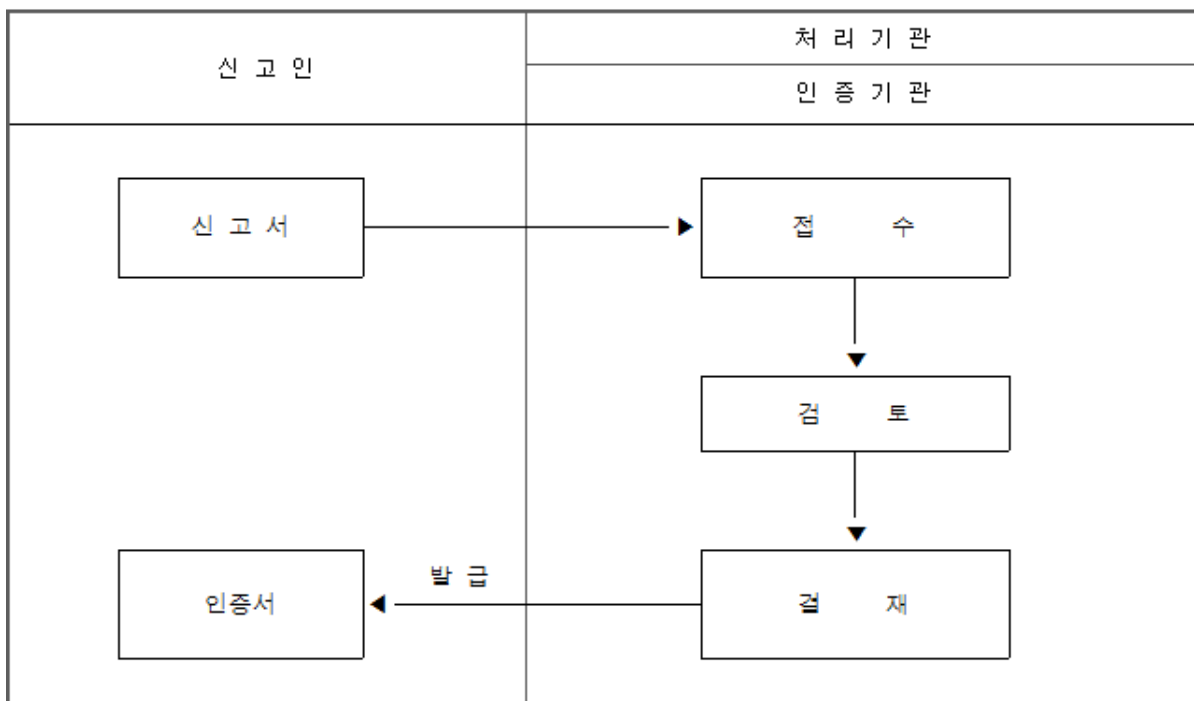 신 고 인
처 리 기 관
인 증 기 관
신 고 서
접 수
검 토
발 급
인증서
결 재